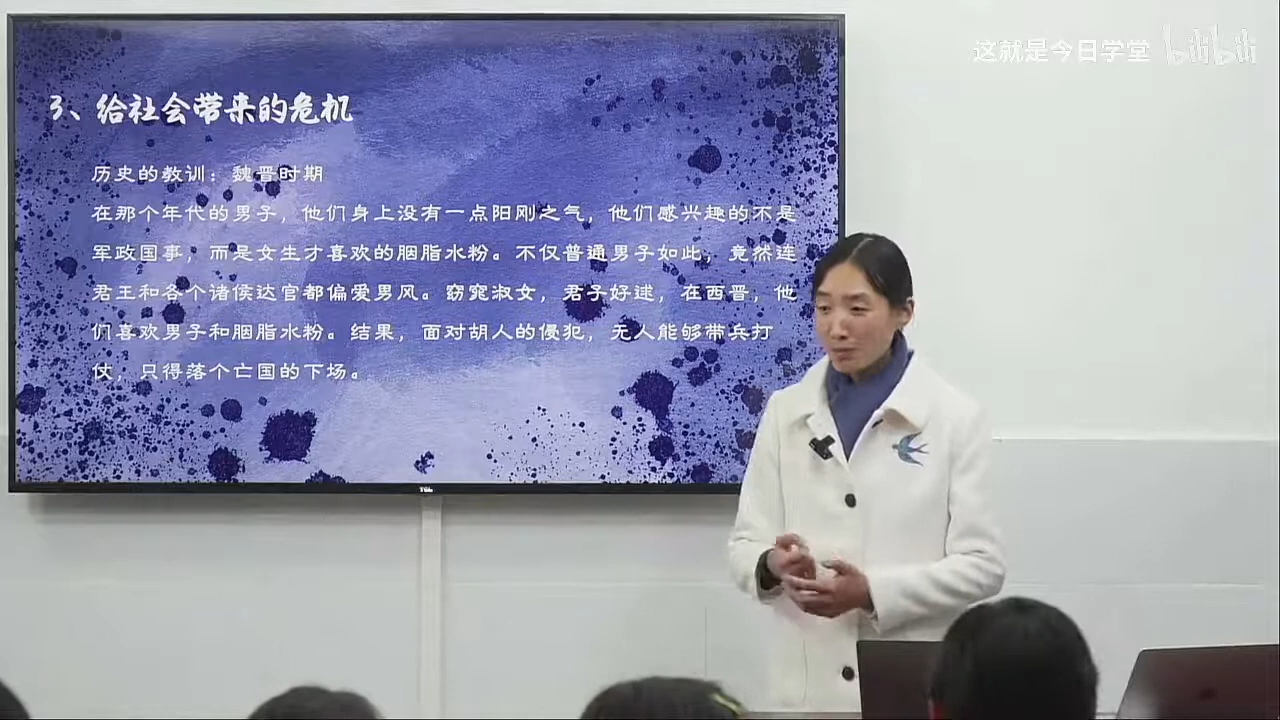 这就是今日学堂 bilibili
3、给社会带来的危机
历史的教训：魏晋时期
在那个年代的男子，他们身上没有一点阳刚之气，他们感兴趣的不是
军政国事，而是女生才喜欢的胭脂水粉。不仅普通男子如此，竟然连
君王和各个诸侯达官都偏爱男风。窈窕淑女，君子好逑，在西晋，他
们喜欢男子和胭脂水粉。结果，面对胡人的侵犯，无人能够带兵打
仗，只得落个亡国的下场。